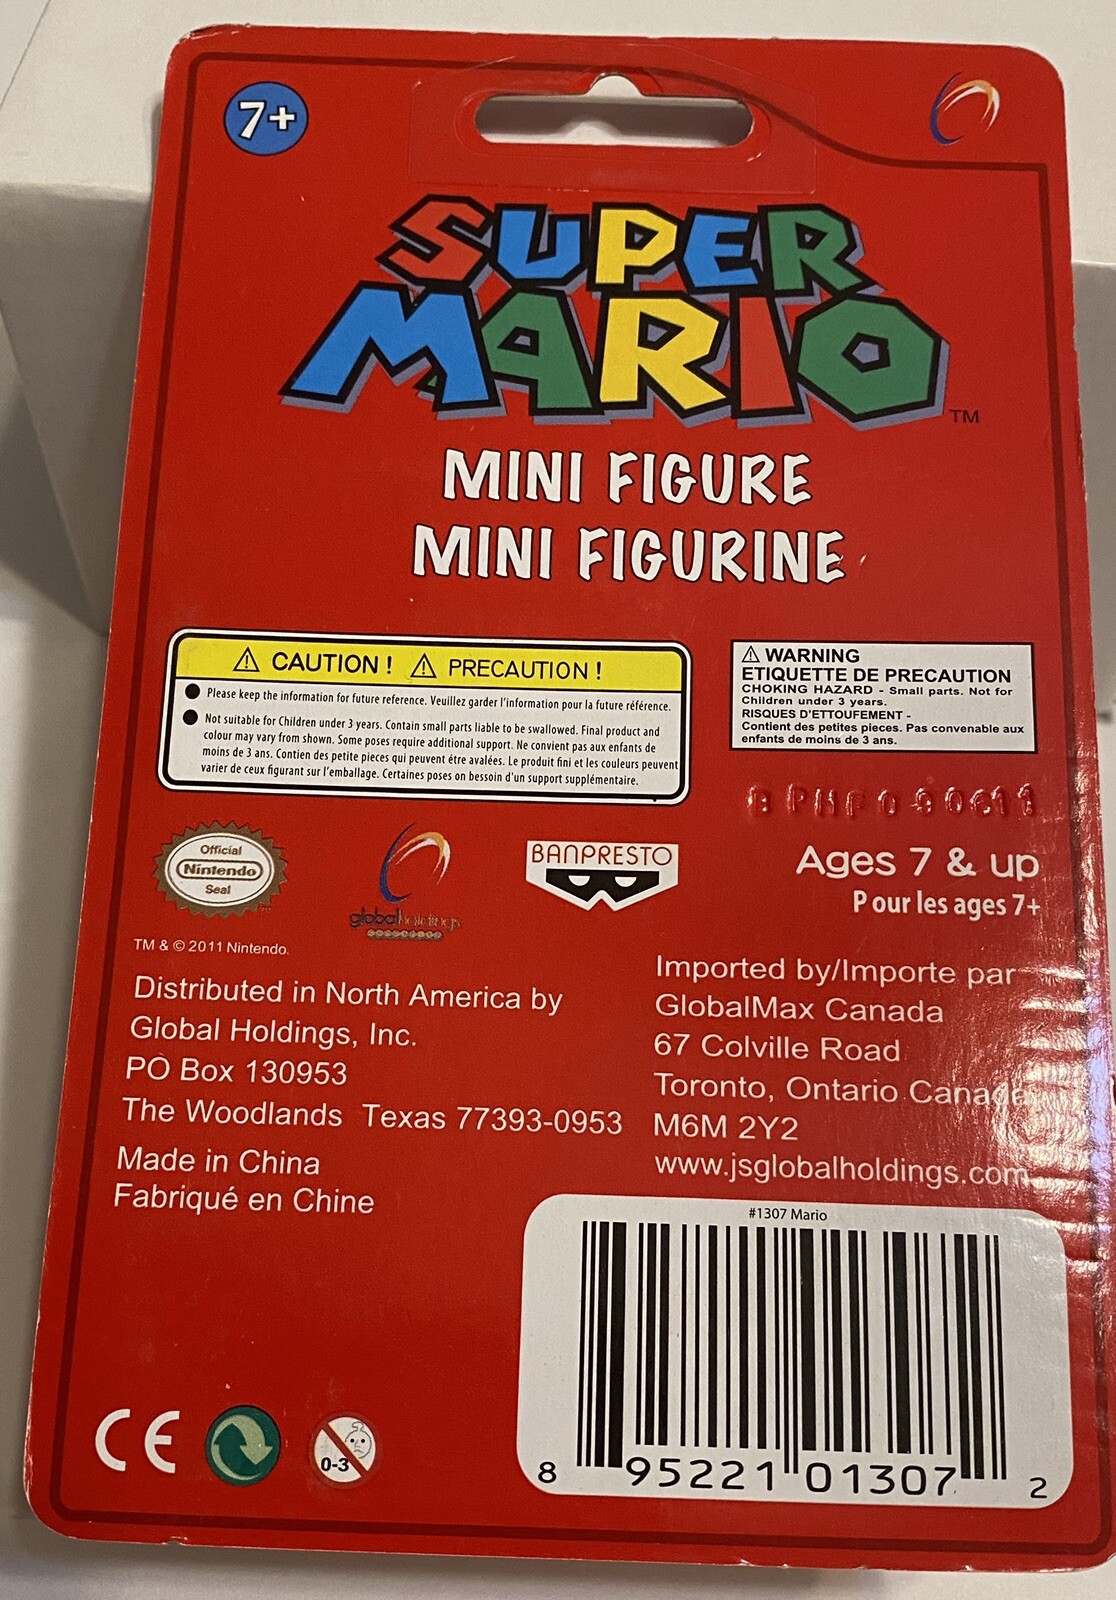 7+
SUPER
MARIO TM
MINI FIGURE
MINI FIGURINE
CAUTION ! PRECAUTION !
Please keep the information for future reference. Veuillez garder l'information pour la future référence.
Not suitable for Children under 3 years. Contain small parts liable to be swallowed. Final product and
colour may vary from shown. Some poses require additional support. Ne convient pas aux enfants de
moins de 3 ans. Contien des petite pieces qui peuvent être avalées. Le produit fini et les couleurs peuvent
varier de ceux figurant sur l'emballage. Certaines poses on besoin d'un support supplémentaire.
WARNING
ETIQUETTE DE PRECAUTION
CHOKING HAZARD - Small parts. Not for
Children under 3 years.
RISQUES D'ETTOUFEMENT -
Contient des petites pieces. Pas convenable aux
enfants de moins de 3 ans.
Official
Nintendo
Seal
globalholdings
BANPRESTO
Ages 7 & up
Pour les ages 7+
TM & © 2011 Nintendo.
Distributed in North America by
Global Holdings, Inc.
PO Box 130953
The Woodlands Texas 77393-0953
Made in China
Fabriqué en Chine
Imported by/Importe par
GlobalMax Canada
67 Colville Road
Toronto, Ontario Canada
M6M 2Y2
www.jsglobalholdings.com
#1307 Mario
8 95221 01307 2
CE
0-3